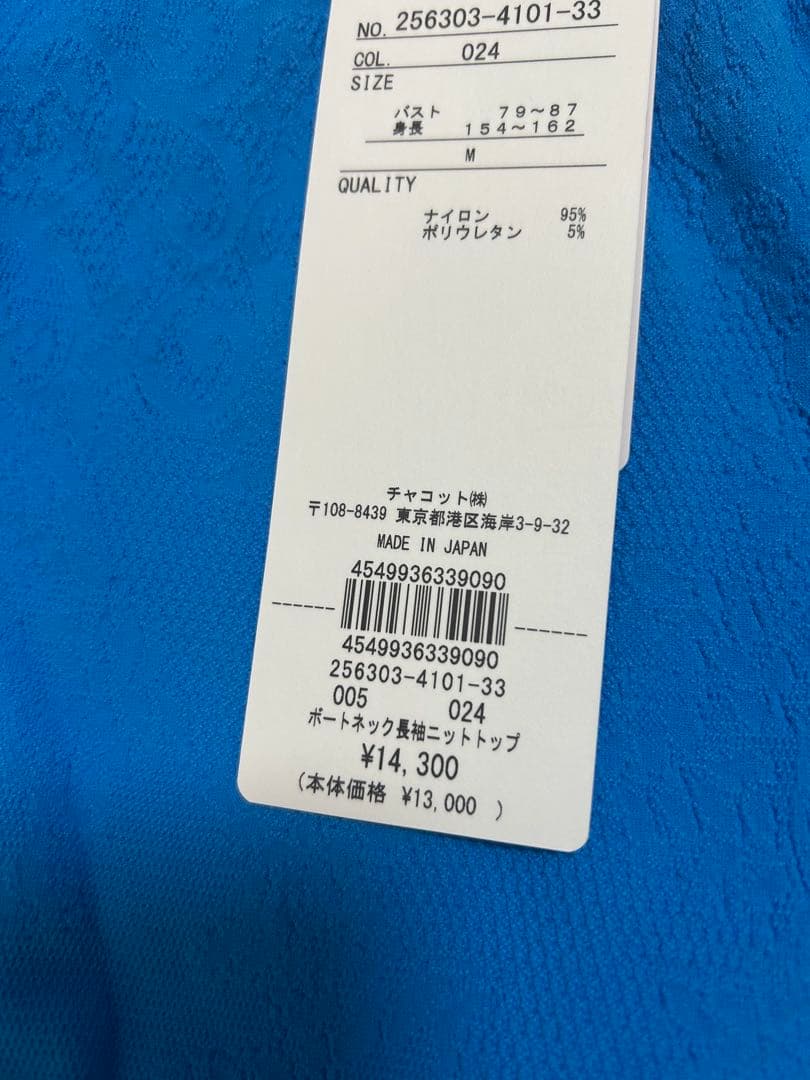 NO. 256303-4101-33
COL. 024
SIZE
バスト 79～87
身長 154～162
M
QUALITY
ナイロン 95%
ポリウレタン 5%
チャコット㈱
〒108-8439 東京都港区海岸3-9-32
MADE IN JAPAN
4549936339090
4549936339090
256303-4101-33
005 024
ボートネック長袖ニットトップ
¥14,300
(本体価格 ¥13,000 )